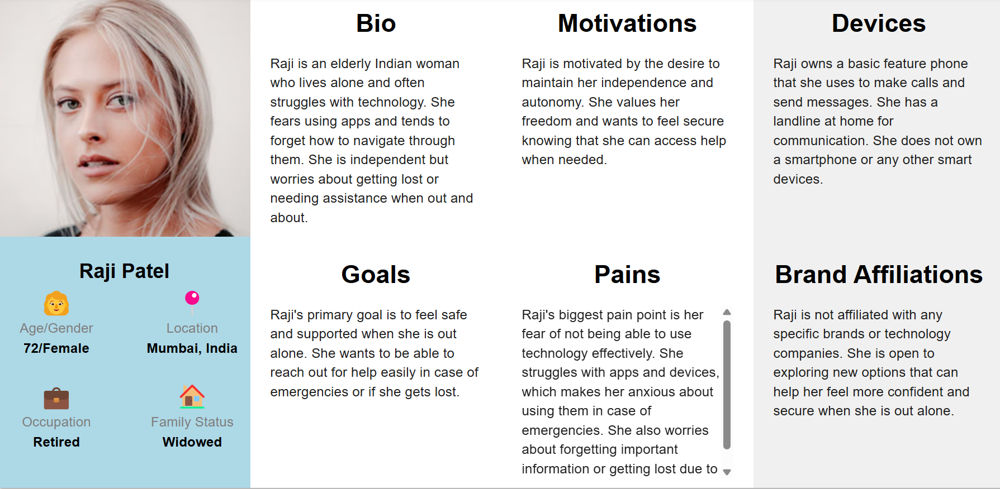 Raji Patel
Age/Gender
72/Female
Location
Mumbai, India
Occupation
Retired
Family Status
Widowed
Bio
Raji is an elderly Indian woman
who lives alone and often
struggles with technology. She
fears using apps and tends to
forget how to navigate through
them. She is independent but
worries about getting lost or
needing assistance when out and
about.
Motivations
Raji is motivated by the desire to
maintain her independence and
autonomy. She values her
freedom and wants to feel secure
knowing that she can access help
when needed.
Devices
Raji owns a basic feature phone
that she uses to make calls and
send messages. She has a
landline at home for
communication. She does not own
a smartphone or any other smart
devices.
Goals
Raji's primary goal is to feel safe
and supported when she is out
alone. She wants to be able to
reach out for help easily in case of
emergencies or if she gets lost.
Pains
Raji's biggest pain point is her
fear of not being able to use
technology effectively. She
struggles with apps and devices,
which makes her anxious about
using them in case of
emergencies. She also worries
about forgetting important
information or getting lost due to
Brand Affiliations
Raji is not affiliated with any
specific brands or technology
companies. She is open to
exploring new options that can
help her feel more confident and
secure when she is out alone.